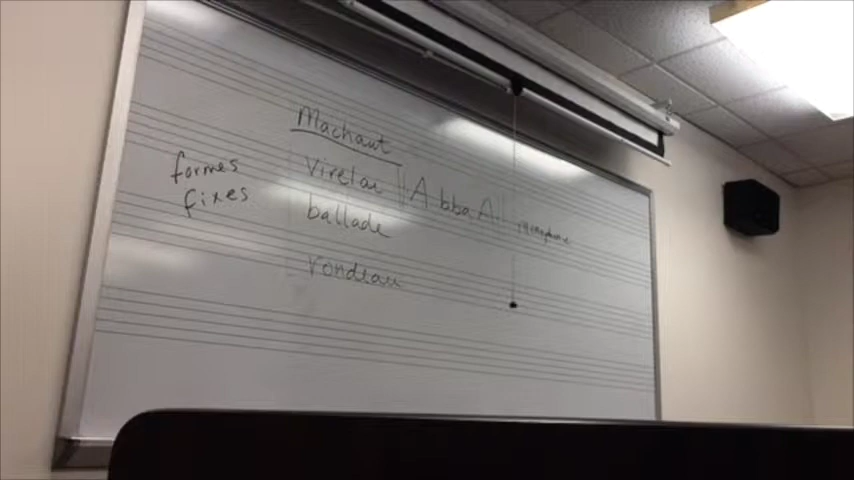 Machaut
formes
fixes
virelai ||A bba A||
ballade
rondeau